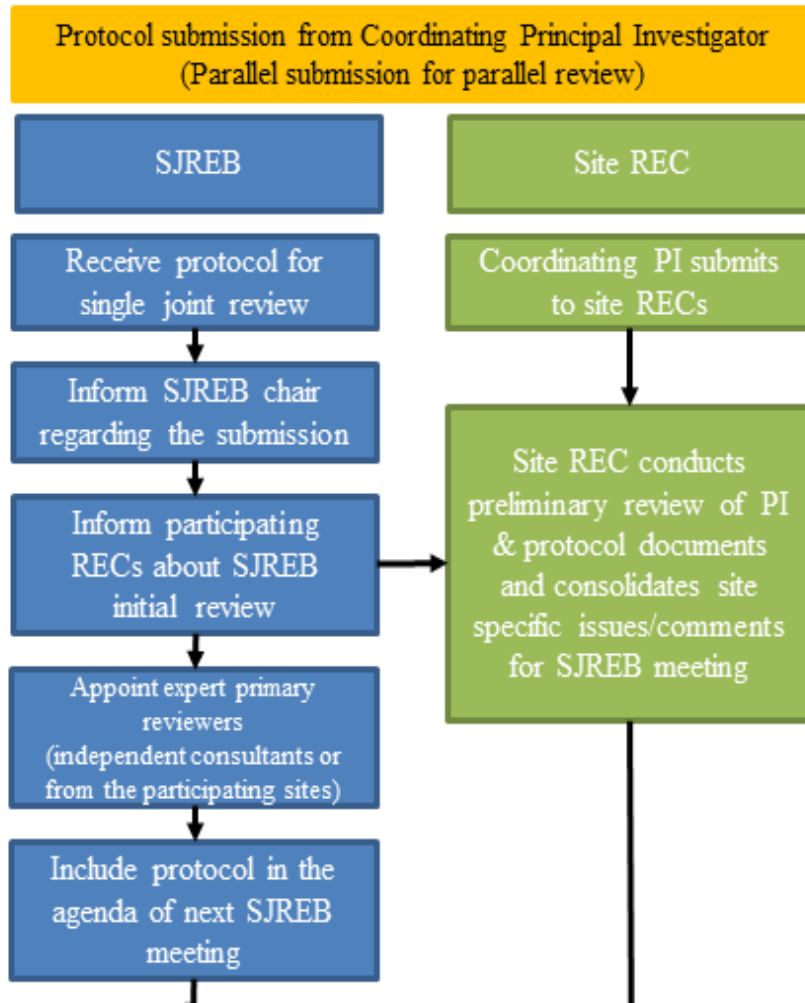 Protocol submission from Coordinating Principal Investigator
(Parallel submission for parallel review)
SJREB
Site REC
Receive protocol for
single joint review
Coordinating PI submits
to site RECs
Inform SJREB chair
regarding the submission
Site REC conducts
preliminary review of PI
& protocol documents
and consolidates site
specific issues/comments
for SJREB meeting
Inform participating
RECs about SJREB
initial review
Appoint expert primary
reviewers
(independent consultants or
from the participating sites)
Include protocol in the
agenda of next SJREB
meeting